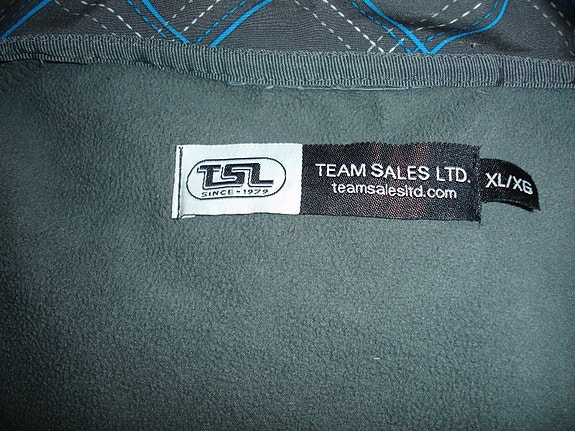 TSL
SINCE - 1979
TEAM SALES LTD.
teamsalesltd.com
XL/XG